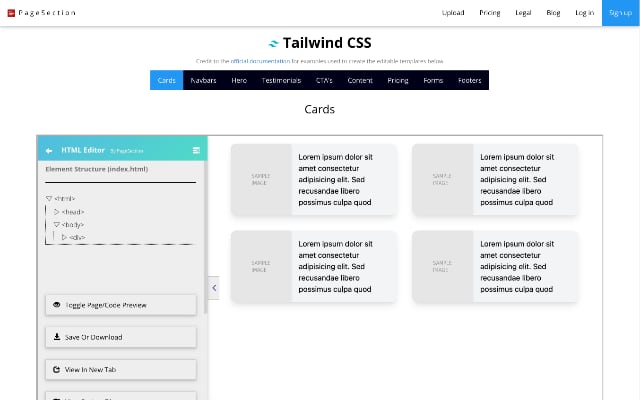 PageSection
Upload Pricing Legal Blog Log In Sign up
Tailwind CSS
Credit to the official documentation for examples used to create the editable templates below.
Cards Navbars Hero Testimonials CTA's Content Pricing Forms Footers
Cards
HTML Editor By PageSection
Element Structure (index.html)
<html>
<head>
<body>
<div>
Toggle Page/Code Preview
Save Or Download
View In New Tab
SAMPLE
IMAGE
Lorem ipsum dolor sit
amet consectetur
adipisicing elit. Sed
recusandae libero
possimus culpa quod
SAMPLE
IMAGE
Lorem ipsum dolor sit
amet consectetur
adipisicing elit. Sed
recusandae libero
possimus culpa quod
SAMPLE
IMAGE
Lorem ipsum dolor sit
amet consectetur
adipisicing elit. Sed
recusandae libero
possimus culpa quod
SAMPLE
IMAGE
Lorem ipsum dolor sit
amet consectetur
adipisicing elit. Sed
recusandae libero
possimus culpa quod